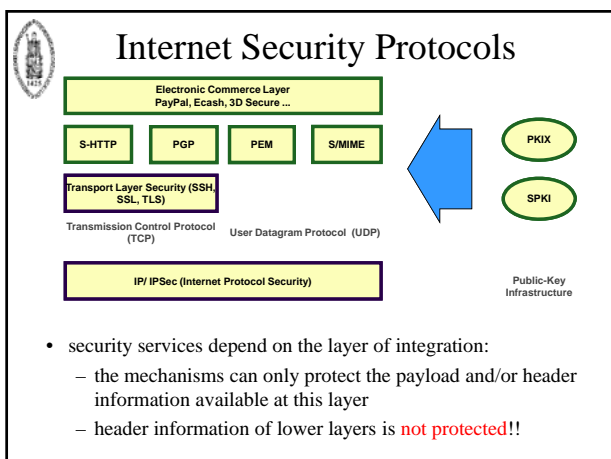 Internet Security Protocols
1425
Electronic Commerce Layer
PayPal, Ecash, 3D Secure ...
S-HTTP
PGP
PEM
S/MIME
PKIX
Transport Layer Security (SSH,
SSL, TLS)
SPKI
Transmission Control Protocol
(TCP)
User Datagram Protocol (UDP)
IP/ IPSec (Internet Protocol Security)
Public-Key
Infrastructure
• security services depend on the layer of integration:
– the mechanisms can only protect the payload and/or header
information available at this layer
– header information of lower layers is not protected!!